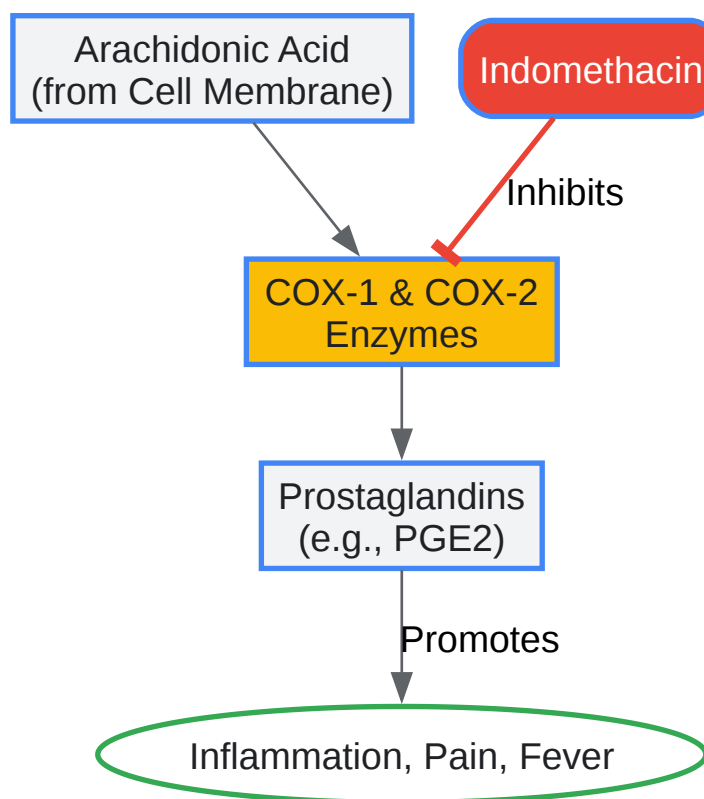 Arachidonic Acid
(from Cell Membrane)
Indomethacin
Inhibits
COX-1 & COX-2
Enzymes
Prostaglandins
(e.g., PGE2)
Promotes
Inflammation, Pain, Fever